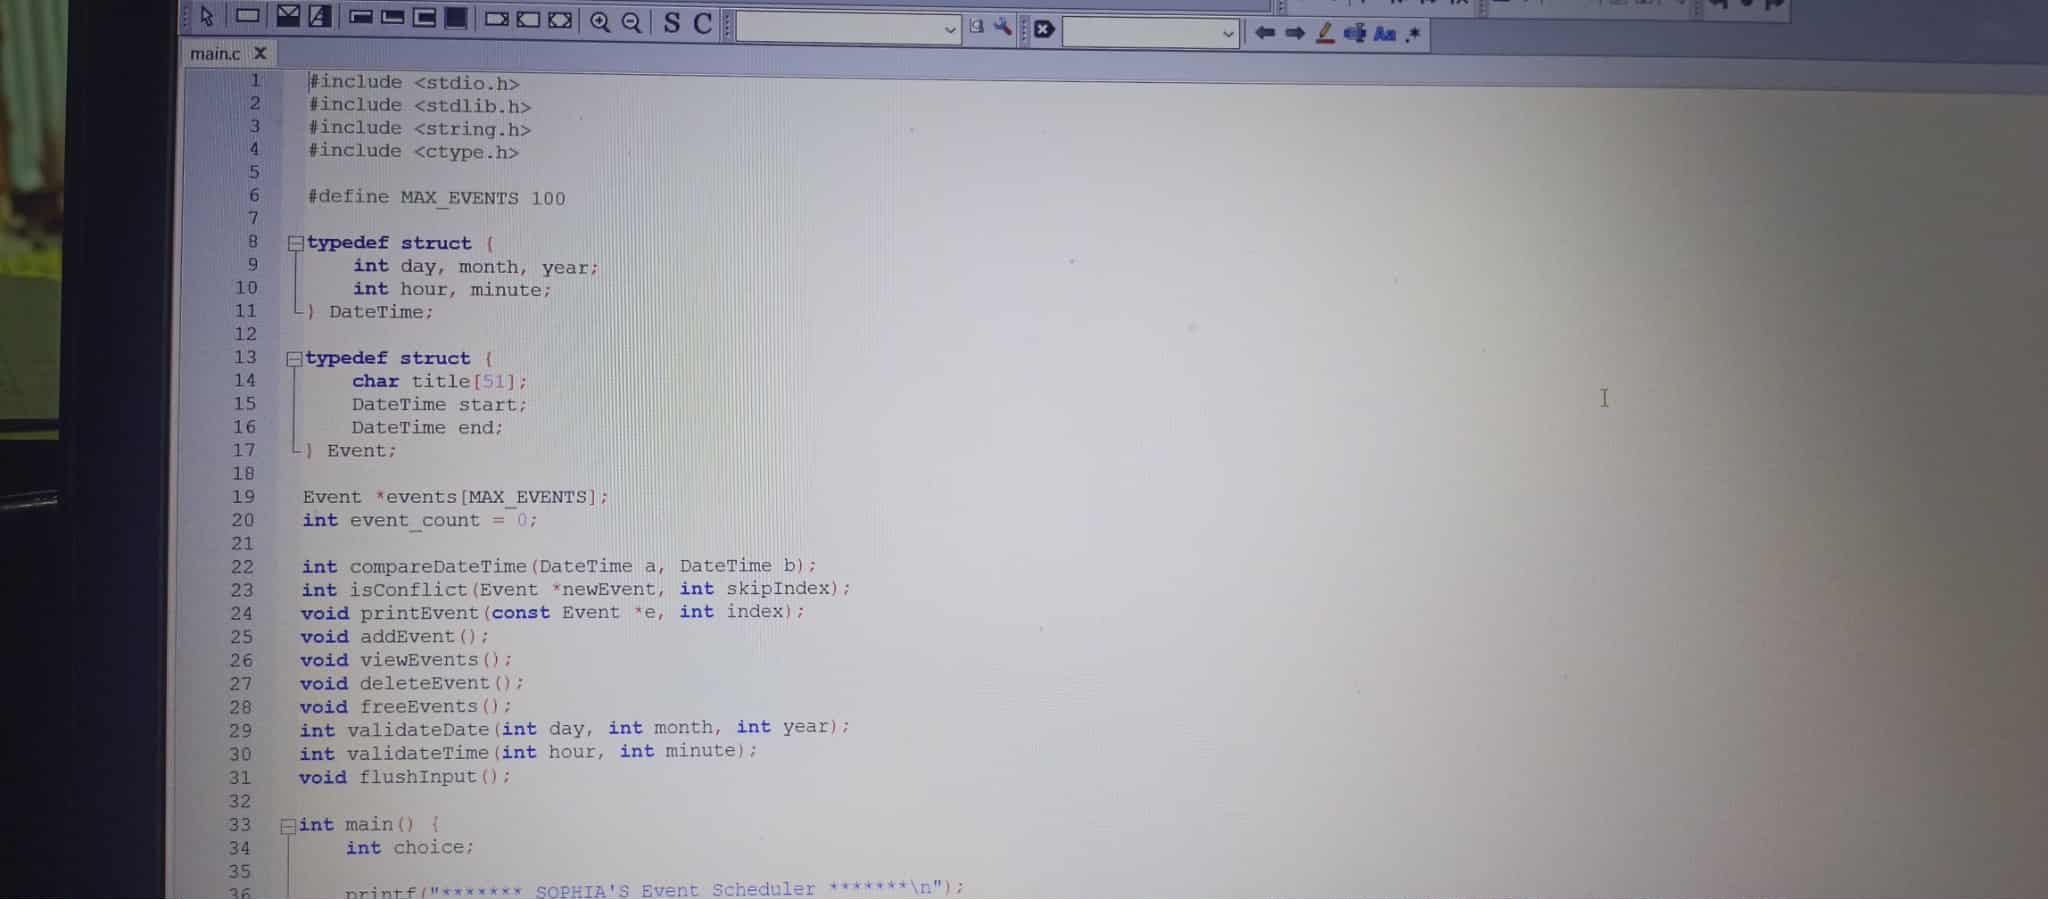 S C
Aa .*
main.c X
1 #include <stdio.h>
2 #include <stdlib.h>
3 #include <string.h>
4 #include <ctype.h>
5
6 #define MAX_EVENTS 100
7
8 typedef struct {
9 int day, month, year;
10 int hour, minute;
11 } DateTime;
12
13 typedef struct {
14 char title[51];
15 DateTime start;
16 DateTime end;
17 } Event;
18
19 Event *events[MAX_EVENTS];
20 int event_count = 0;
21
22 int compareDateTime(DateTime a, DateTime b);
23 int isConflict(Event *newEvent, int skipIndex);
24 void printEvent(const Event *e, int index);
25 void addEvent();
26 void viewEvents();
27 void deleteEvent();
28 void freeEvents();
29 int validateDate(int day, int month, int year);
30 int validateTime(int hour, int minute);
31 void flushInput();
32
33 int main() {
34 int choice;
35
36 printf("******* SOPHIA'S Event Scheduler *******\n");